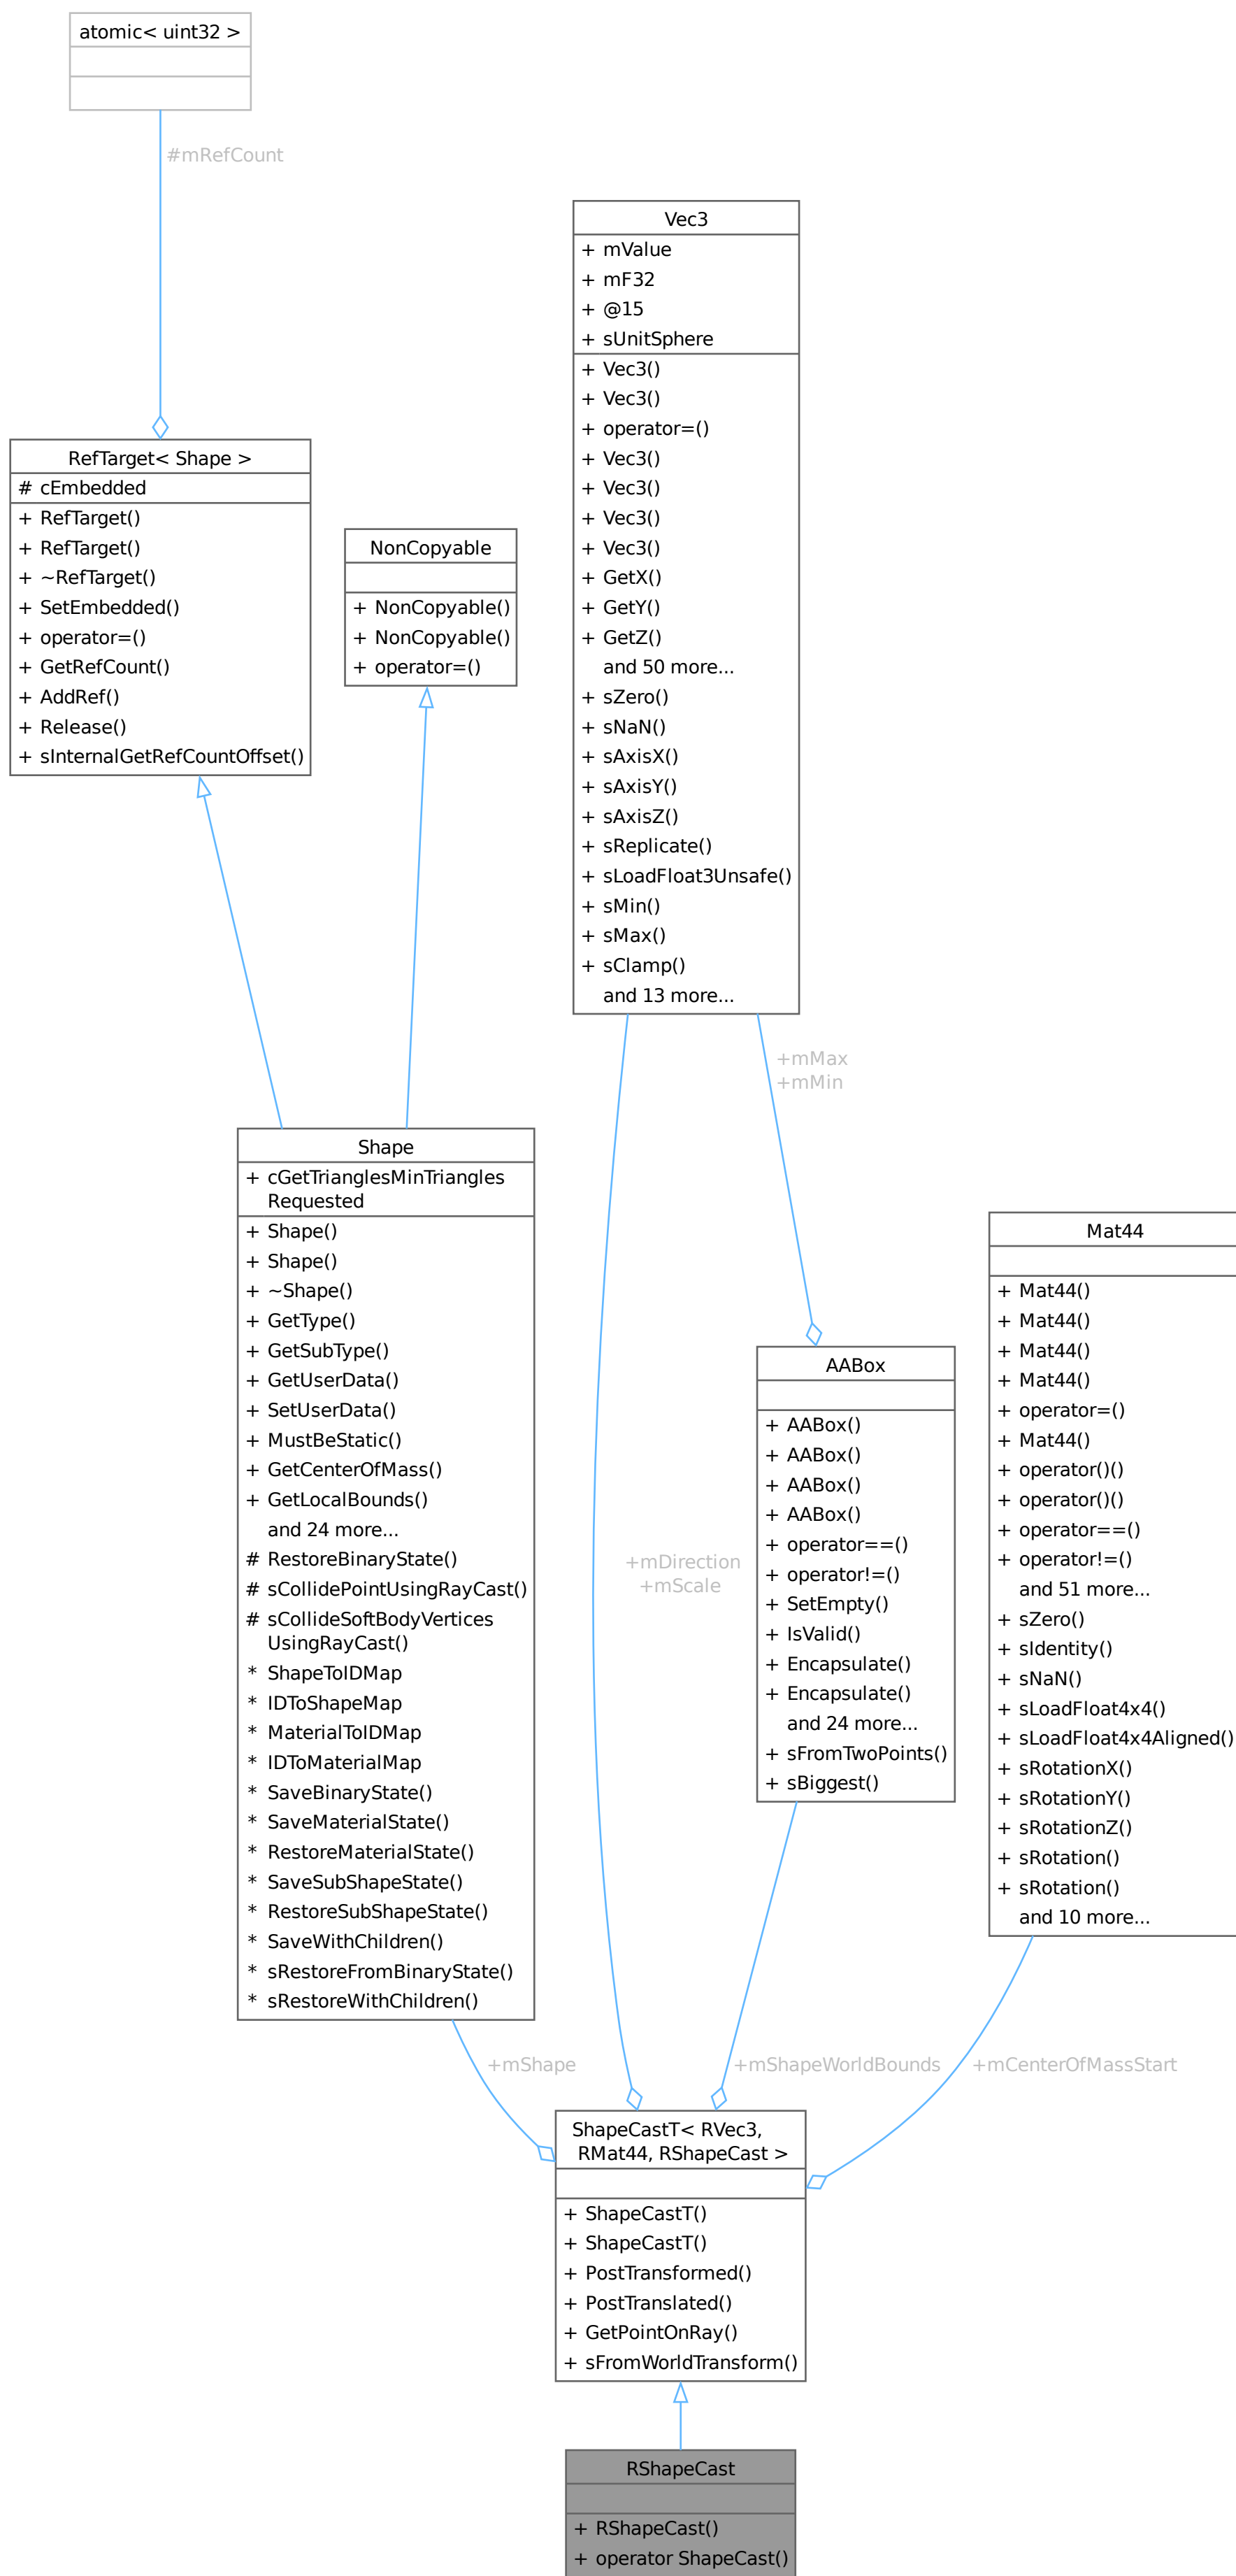 atomic< uint32 >
#mRefCount
Vec3
+ mValue
+ mF32
+ @15
+ sUnitSphere
+ Vec3()
+ Vec3()
+ operator=()
+ Vec3()
+ Vec3()
+ Vec3()
+ Vec3()
+ GetX()
+ GetY()
+ GetZ()
and 50 more...
+ sZero()
+ sNaN()
+ sAxisX()
+ sAxisY()
+ sAxisZ()
+ sReplicate()
+ sLoadFloat3Unsafe()
+ sMin()
+ sMax()
+ sClamp()
and 13 more...
RefTarget< Shape >
# cEmbedded
+ RefTarget()
+ RefTarget()
+ ~RefTarget()
+ SetEmbedded()
+ operator=()
+ GetRefCount()
+ AddRef()
+ Release()
+ sInternalGetRefCountOffset()
NonCopyable
+ NonCopyable()
+ NonCopyable()
+ operator=()
+mMax
+mMin
Shape
+ cGetTrianglesMinTriangles
Requested
+ Shape()
+ Shape()
+ ~Shape()
+ GetType()
+ GetSubType()
+ GetUserData()
+ SetUserData()
+ MustBeStatic()
+ GetCenterOfMass()
+ GetLocalBounds()
and 24 more...
# RestoreBinaryState()
# sCollidePointUsingRayCast()
# sCollideSoftBodyVertices
UsingRayCast()
* ShapeToIDMap
* IDToShapeMap
* MaterialToIDMap
* IDToMaterialMap
* SaveBinaryState()
* SaveMaterialState()
* RestoreMaterialState()
* SaveSubShapeState()
* RestoreSubShapeState()
* SaveWithChildren()
* sRestoreFromBinaryState()
* sRestoreWithChildren()
+mDirection
+mScale
AABox
+ AABox()
+ AABox()
+ AABox()
+ AABox()
+ operator==()
+ operator!=()
+ SetEmpty()
+ IsValid()
+ Encapsulate()
+ Encapsulate()
and 24 more...
+ sFromTwoPoints()
+ sBiggest()
Mat44
+ Mat44()
+ Mat44()
+ Mat44()
+ Mat44()
+ operator=()
+ Mat44()
+ operator()()
+ operator()()
+ operator==()
+ operator!=()
and 51 more...
+ sZero()
+ sIdentity()
+ sNaN()
+ sLoadFloat4x4()
+ sLoadFloat4x4Aligned()
+ sRotationX()
+ sRotationY()
+ sRotationZ()
+ sRotation()
+ sRotation()
and 10 more...
+mShape
+mShapeWorldBounds
+mCenterOfMassStart
ShapeCastT< RVec3,
RMat44, RShapeCast >
+ ShapeCastT()
+ ShapeCastT()
+ PostTransformed()
+ PostTranslated()
+ GetPointOnRay()
+ sFromWorldTransform()
RShapeCast
+ RShapeCast()
+ operator ShapeCast()